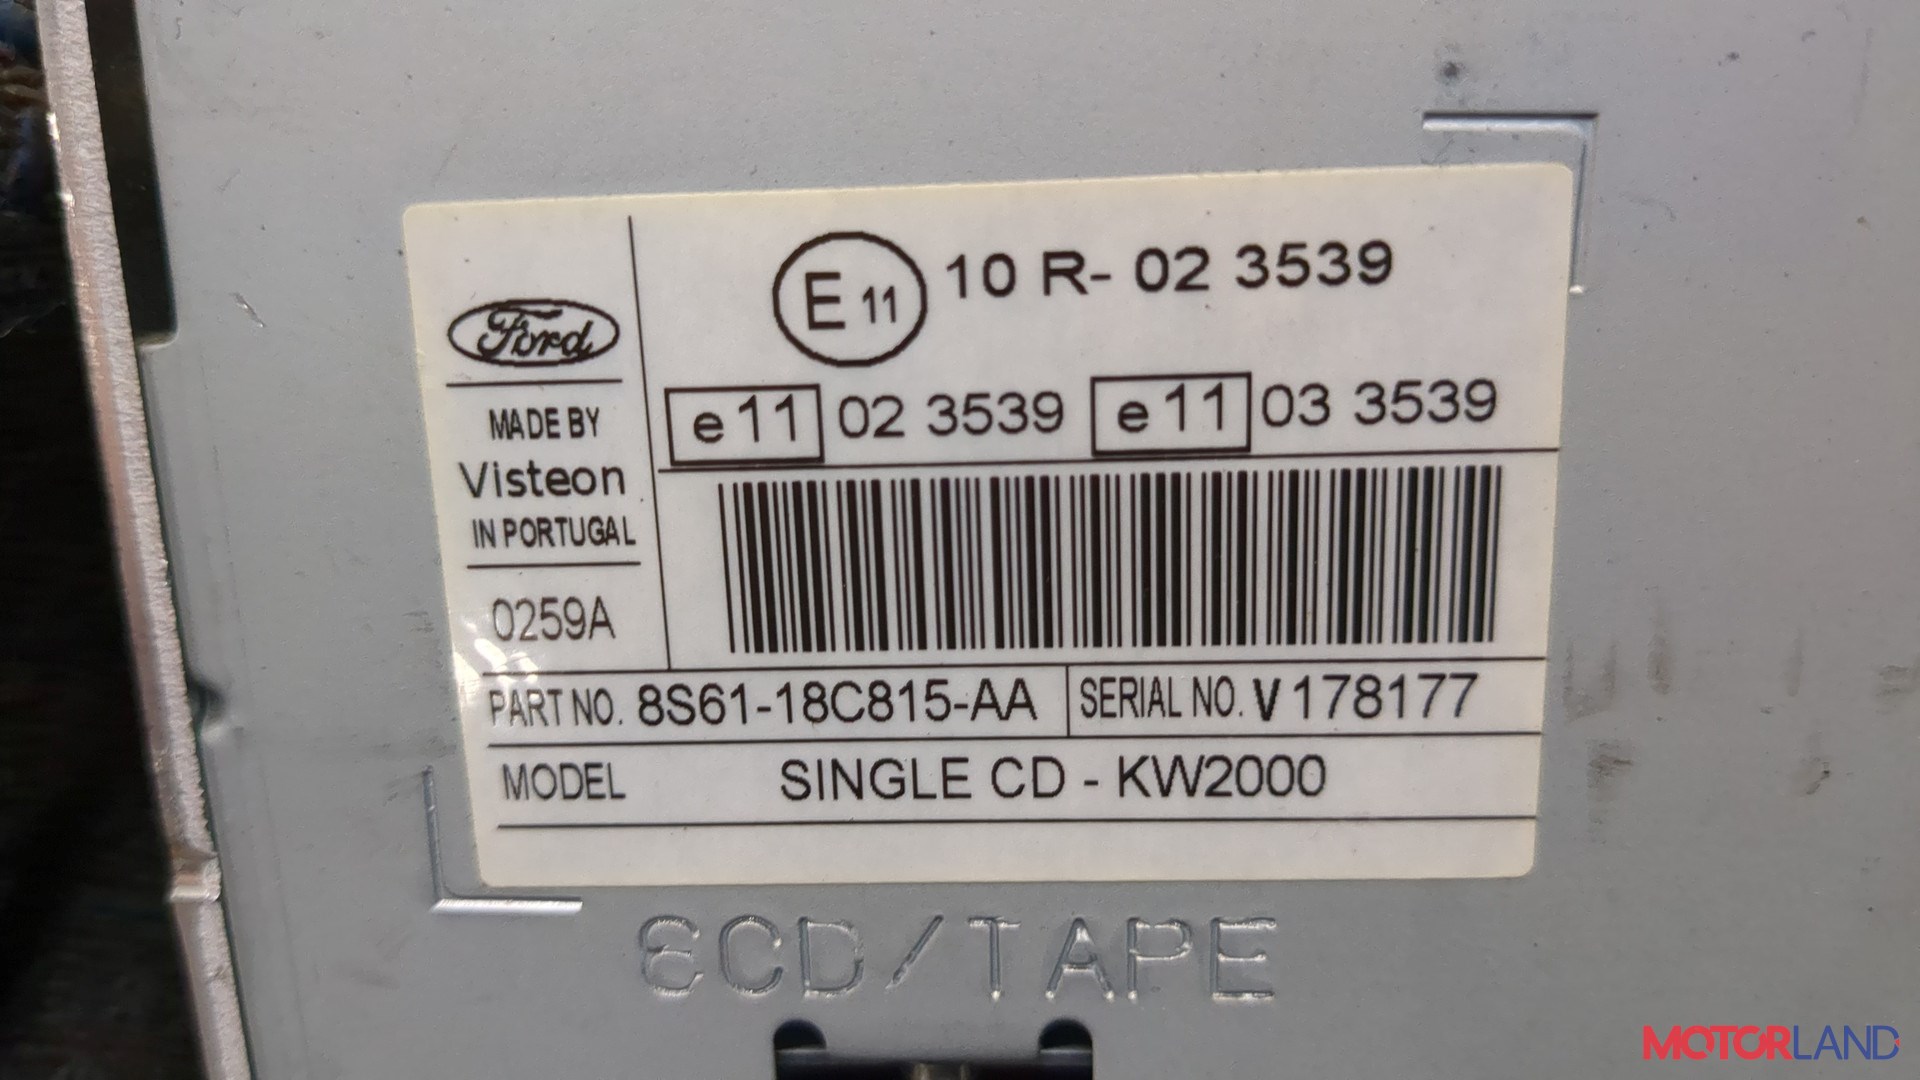 E 11 10 R- 02 3539
Ford
e11 02 3539 e11 03 3539
MADE BY
Visteon
IN PORTUGAL
0259A
PART NO. 8S61-18C815-AA SERIAL NO. V178177
MODEL SINGLE CD - KW2000
6CD/TAPE
MOTORLAND